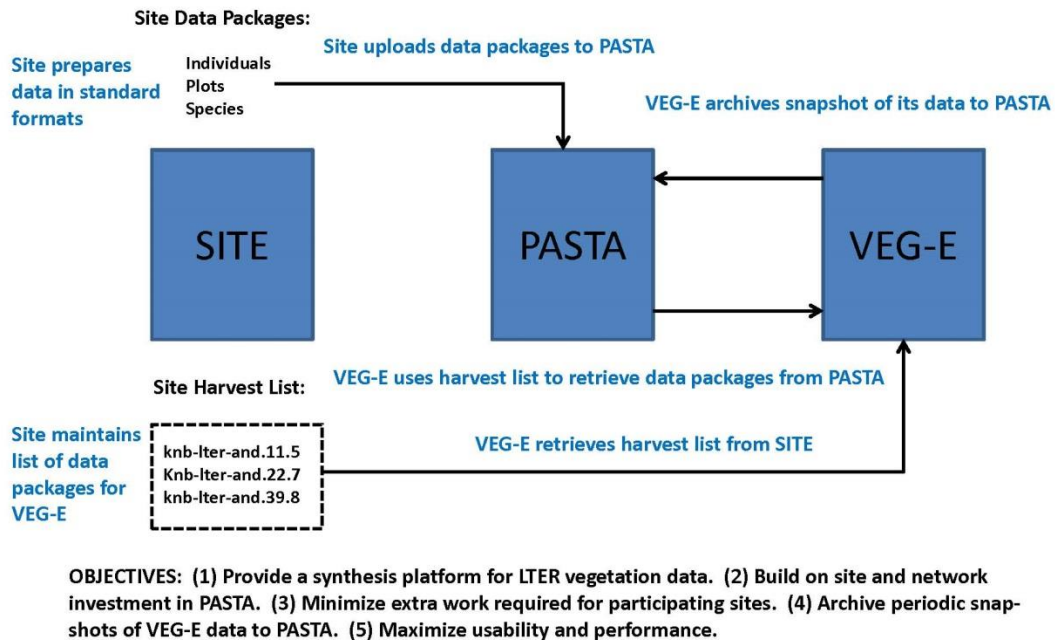 Site Data Packages:
Site uploads data packages to PASTA
Site prepares
data in standard
formats
Individuals
Plots
Species
VEG-E archives snapshot of its data to PASTA
SITE
PASTA
VEG-E
Site Harvest List:
VEG-E uses harvest list to retrieve data packages from PASTA
Site maintains
list of data
packages for
VEG-E
knb-lter-and.11.5
Knb-lter-and.22.7
knb-lter-and.39.8
VEG-E retrieves harvest list from SITE
OBJECTIVES: (1) Provide a synthesis platform for LTER vegetation data. (2) Build on site and network
investment in PASTA. (3) Minimize extra work required for participating sites. (4) Archive periodic snap-
shots of VEG-E data to PASTA. (5) Maximize usability and performance.